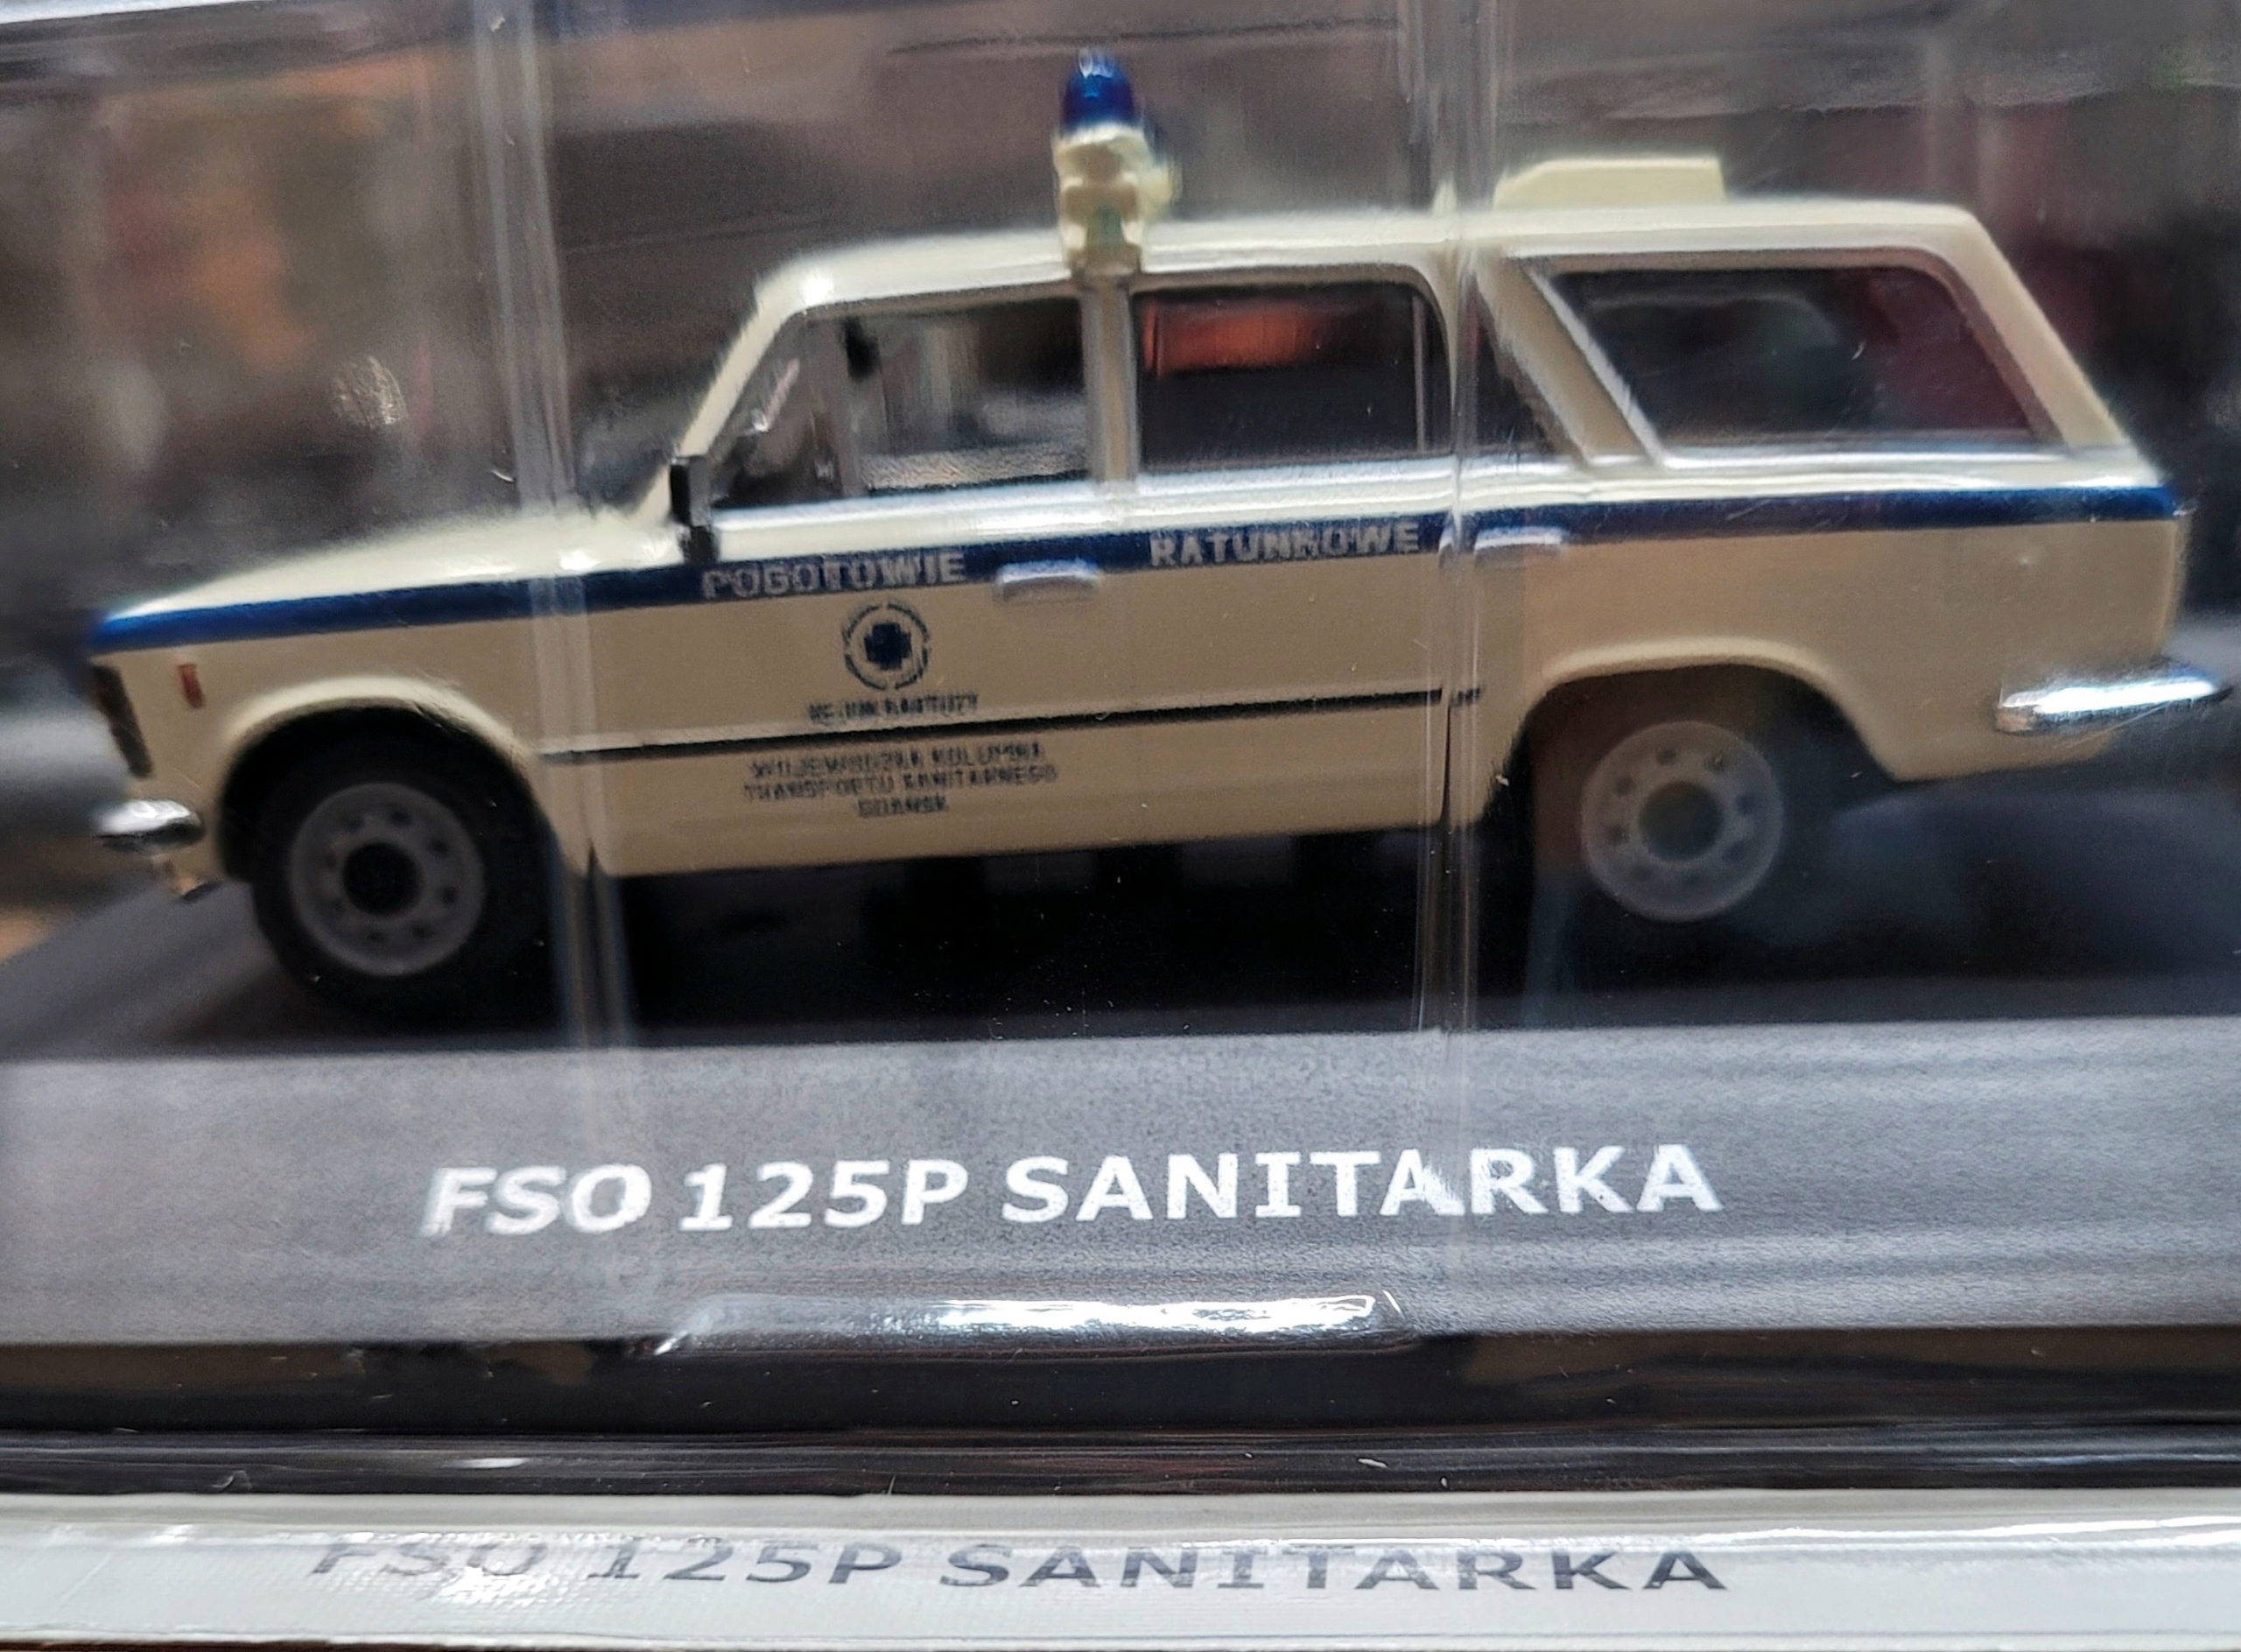 POGOTOWIE RATUNKOWE
WOJEWÓDZKA KOLUMNA
TRANSPORTU SANITARNEGO
GDAŃSK
FSO 125P SANITARKA
FSO 125P SANITARKA